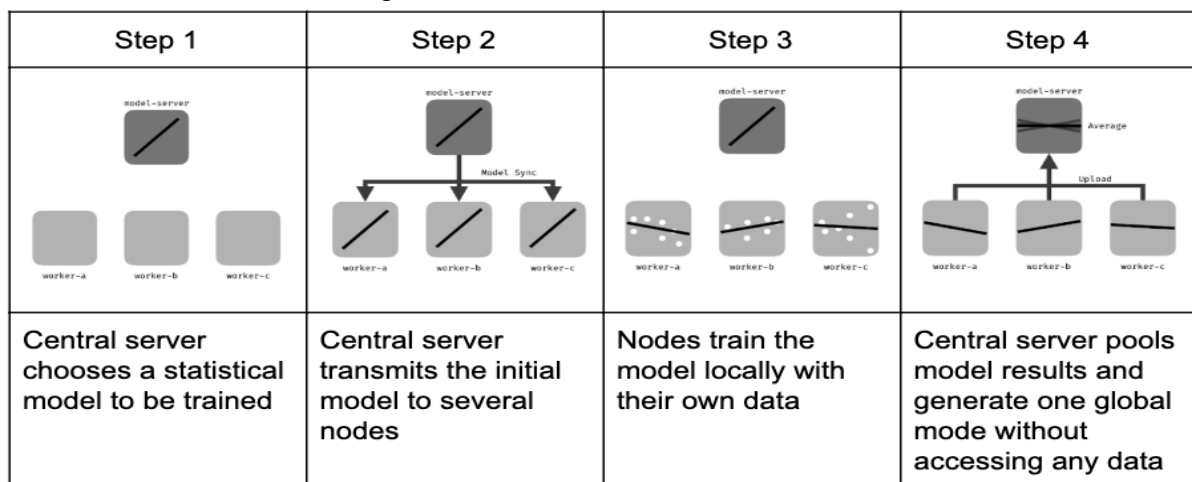 Step 1
Step 2
Step 3
Step 4
model-server
worker-a
worker-b
worker-c
model-server
Model Sync
worker-a
worker-b
worker-c
model-server
worker-a
worker-b
worker-c
model-server
Average
Upload
worker-a
worker-b
worker-c
Central server
chooses a statistical
model to be trained
Central server
transmits the initial
model to several
nodes
Nodes train the
model locally with
their own data
Central server pools
model results and
generate one global
mode without
accessing any data